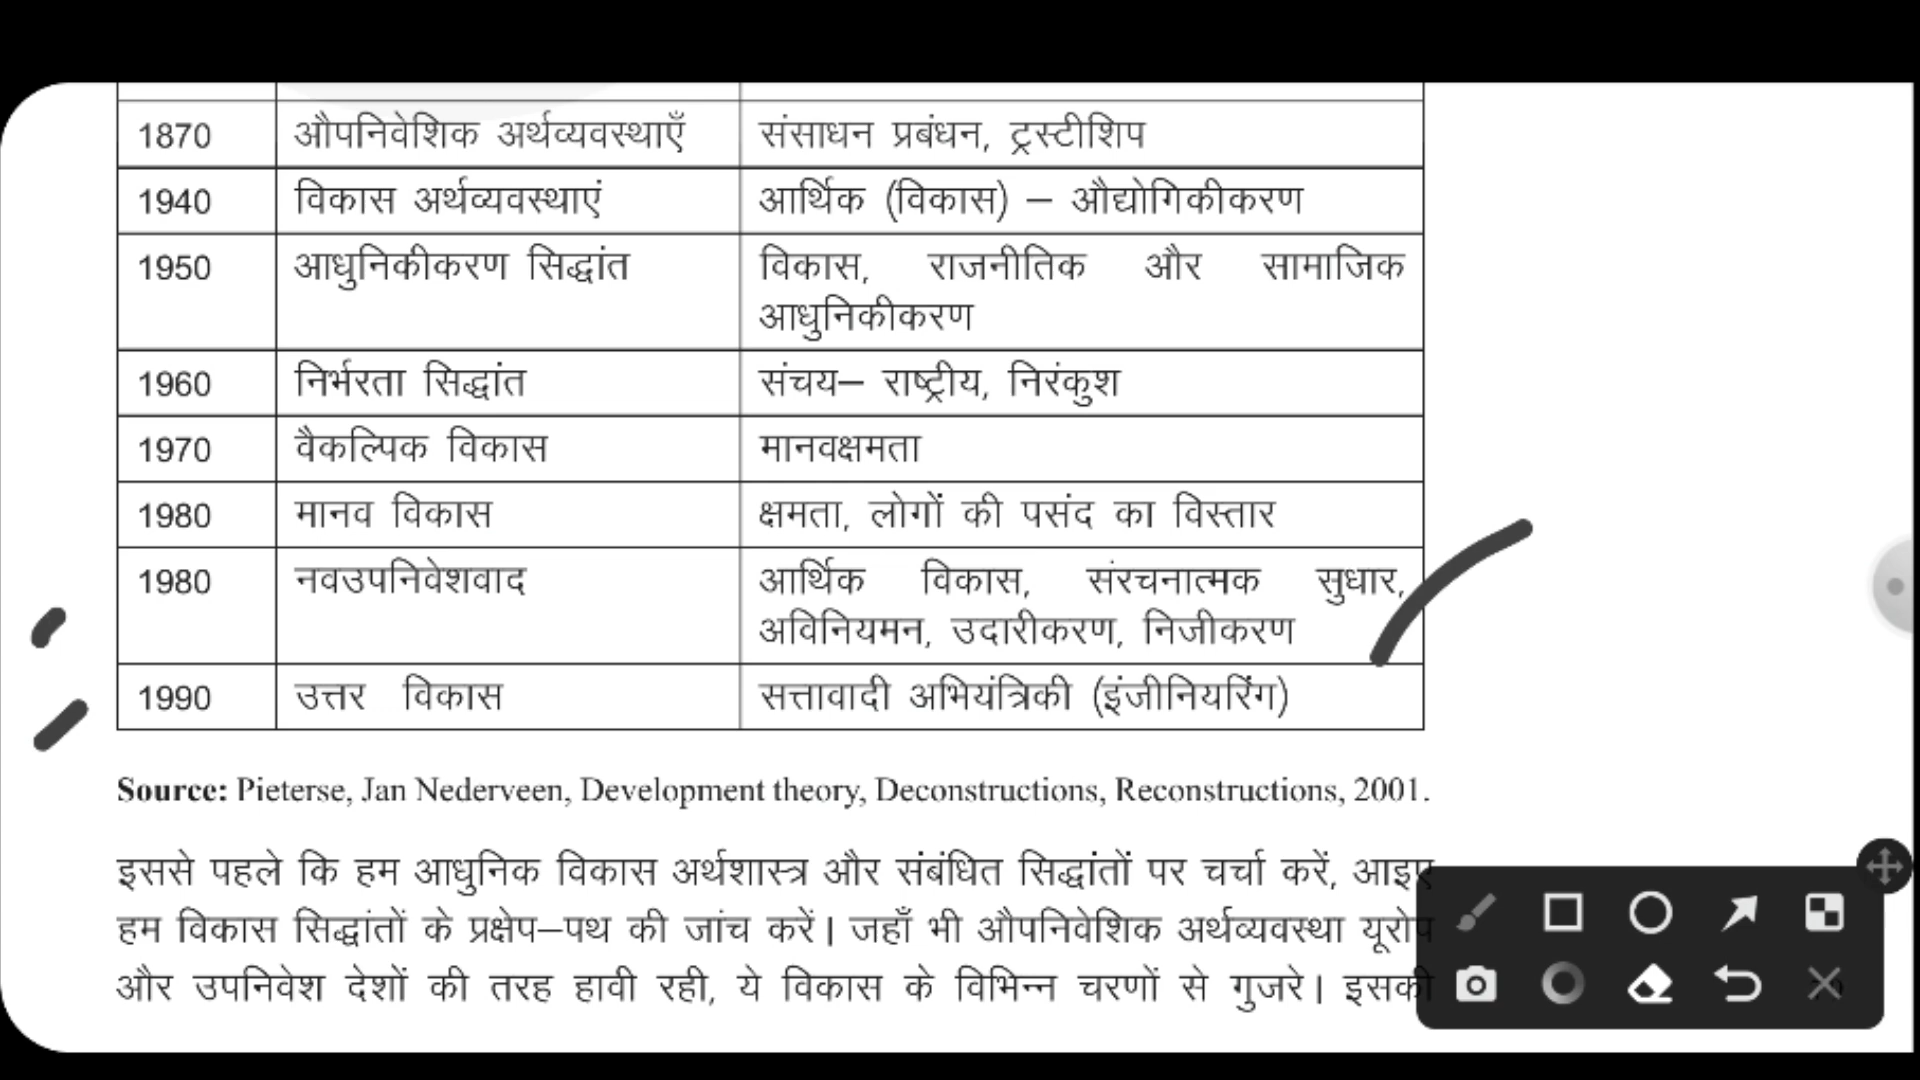 1870 औपनिवेशिक अर्थव्यवस्थाएँ संसाधन प्रबंधन, ट्रस्टीशिप
1940 विकास अर्थव्यवस्थाएं आर्थिक (विकास) – औद्योगिकीकरण
1950 आधुनिकीकरण सिद्धांत विकास, राजनीतिक और सामाजिक
आधुनिकीकरण
1960 निर्भरता सिद्धांत संचय– राष्ट्रीय, निरंकुश
1970 वैकल्पिक विकास मानवक्षमता
1980 मानव विकास क्षमता, लोगों की पसंद का विस्तार
1980 नवउपनिवेशवाद आर्थिक विकास, संरचनात्मक सुधार,
अविनियमन, उदारीकरण, निजीकरण
1990 उत्तर विकास सत्तावादी अभियंत्रिकी (इंजीनियरिंग)
Source: Pieterse, Jan Nederveen, Development theory, Deconstructions, Reconstructions, 2001.
इससे पहले कि हम आधुनिक विकास अर्थशास्त्र और संबंधित सिद्धांतों पर चर्चा करें, आइए
हम विकास सिद्धांतों के प्रक्षेप–पथ की जांच करें। जहाँ भी औपनिवेशिक अर्थव्यवस्था यूरोप
और उपनिवेश देशों की तरह हावी रही, ये विकास के विभिन्न चरणों से गुजरे। इसकी